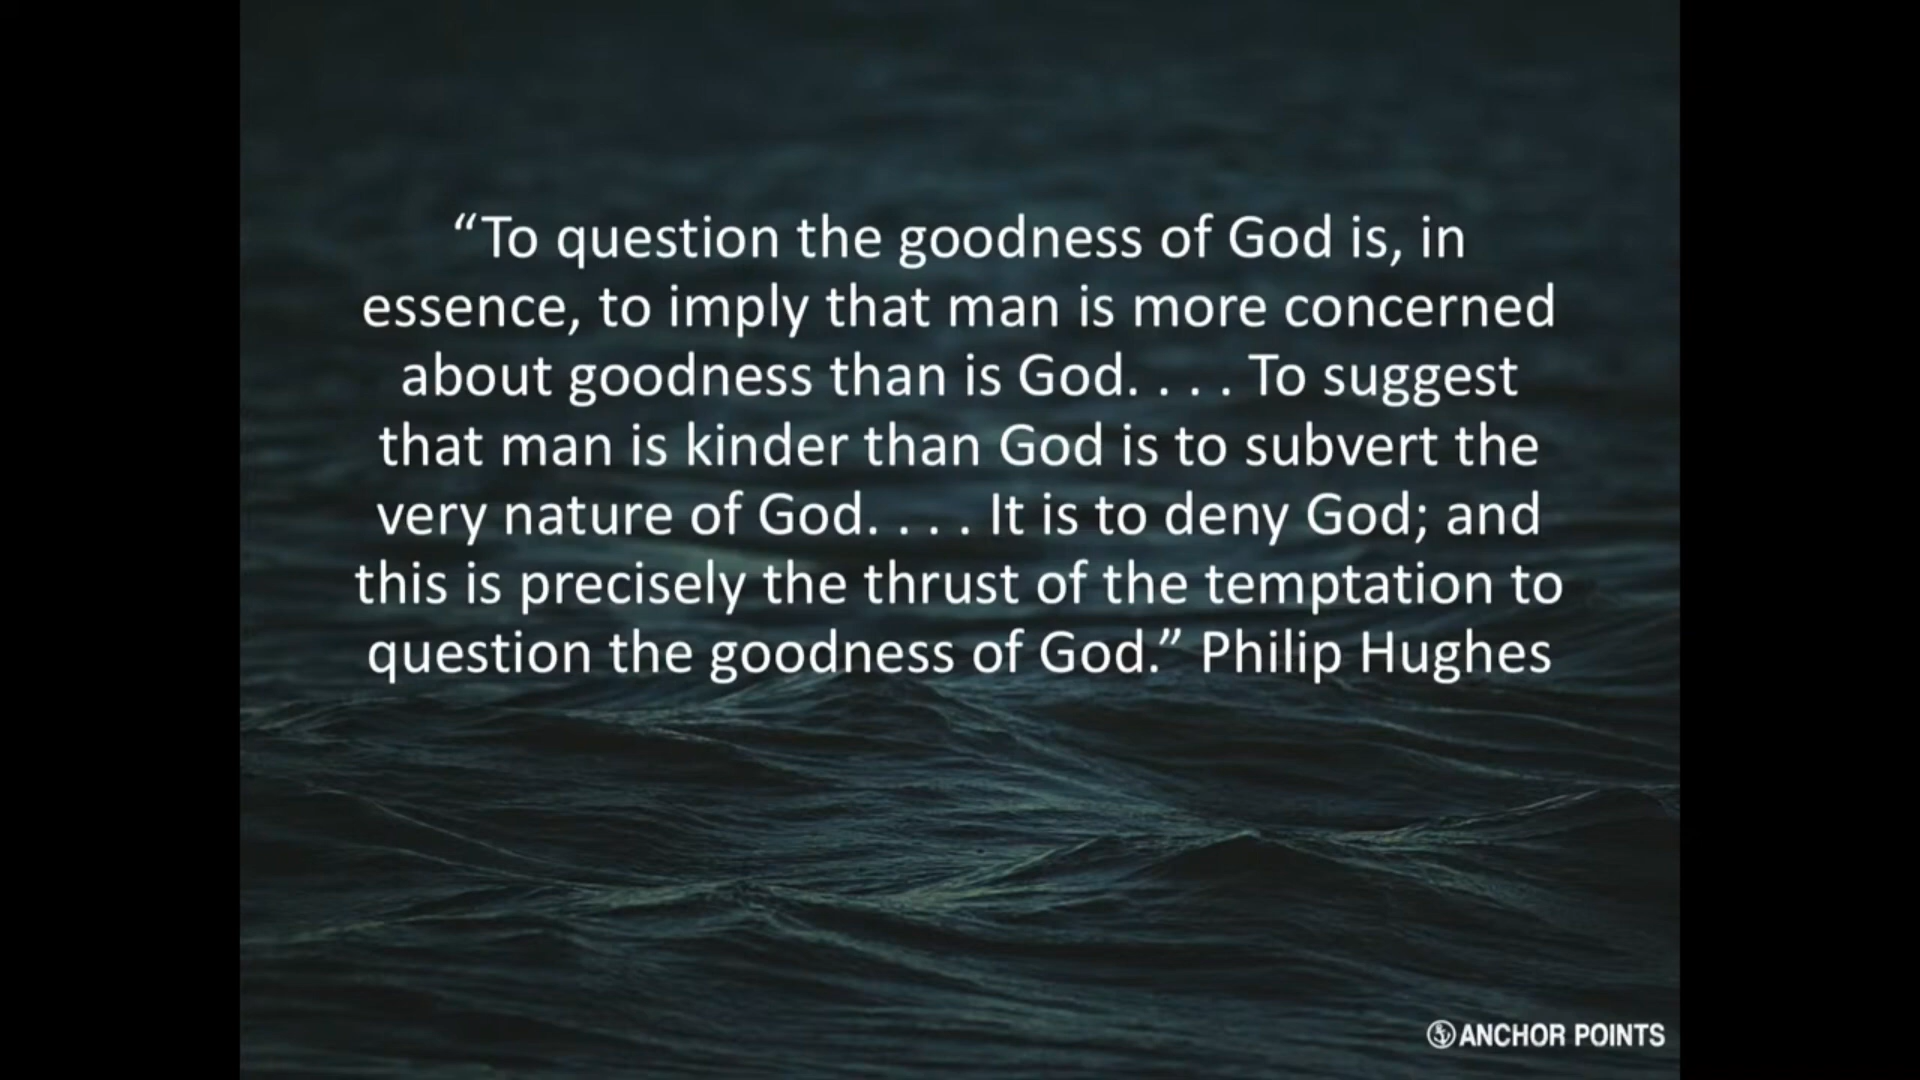 “To question the goodness of God is, in
essence, to imply that man is more concerned
about goodness than is God. . . . To suggest
that man is kinder than God is to subvert the
very nature of God. . . . It is to deny God; and
this is precisely the thrust of the temptation to
question the goodness of God.” Philip Hughes
ANCHOR POINTS